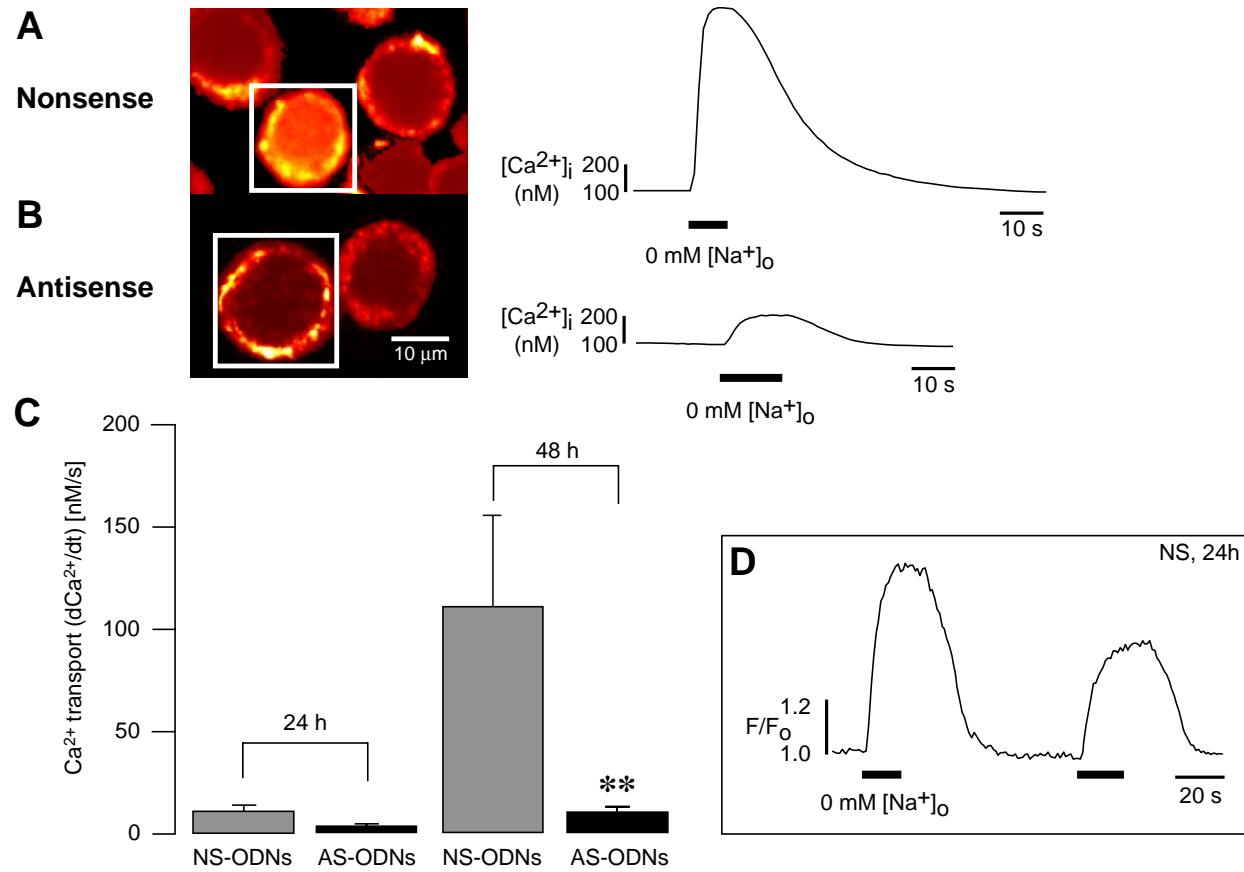 A
Nonsense
[Ca²⁺]i 200
(nM) 100
10 s
0 mM [Na⁺]o
B
Antisense
10 µm
[Ca²⁺]i 200
(nM) 100
10 s
0 mM [Na⁺]o
C
Ca²⁺ transport (dCa²⁺/dt) [nM/s]
200
150
100
50
0
24 h
48 h
**
NS-ODNs AS-ODNs NS-ODNs AS-ODNs
D
NS, 24h
1.2
F/Fo
1.0
0 mM [Na⁺]o
20 s